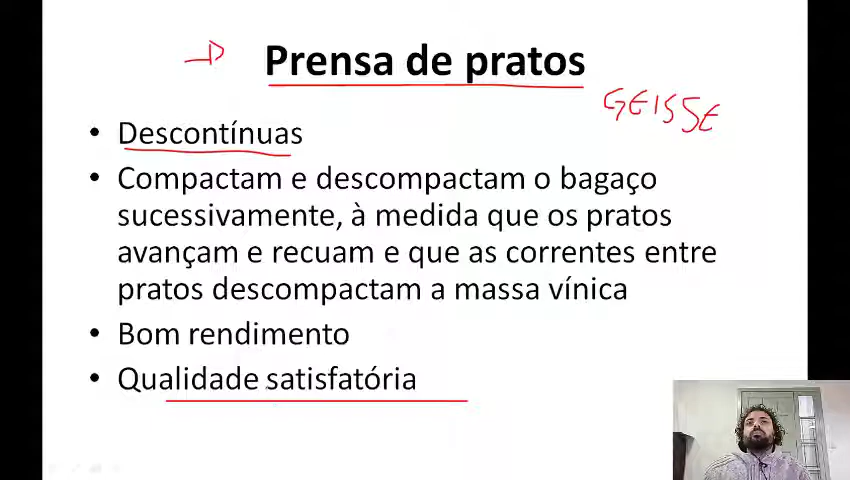 Prensa de pratos
GEISSE
• Descontínuas
• Compactam e descompactam o bagaço
sucessivamente, à medida que os pratos
avançam e recuam e que as correntes entre
pratos descompactam a massa vínica
• Bom rendimento
• Qualidade satisfatória